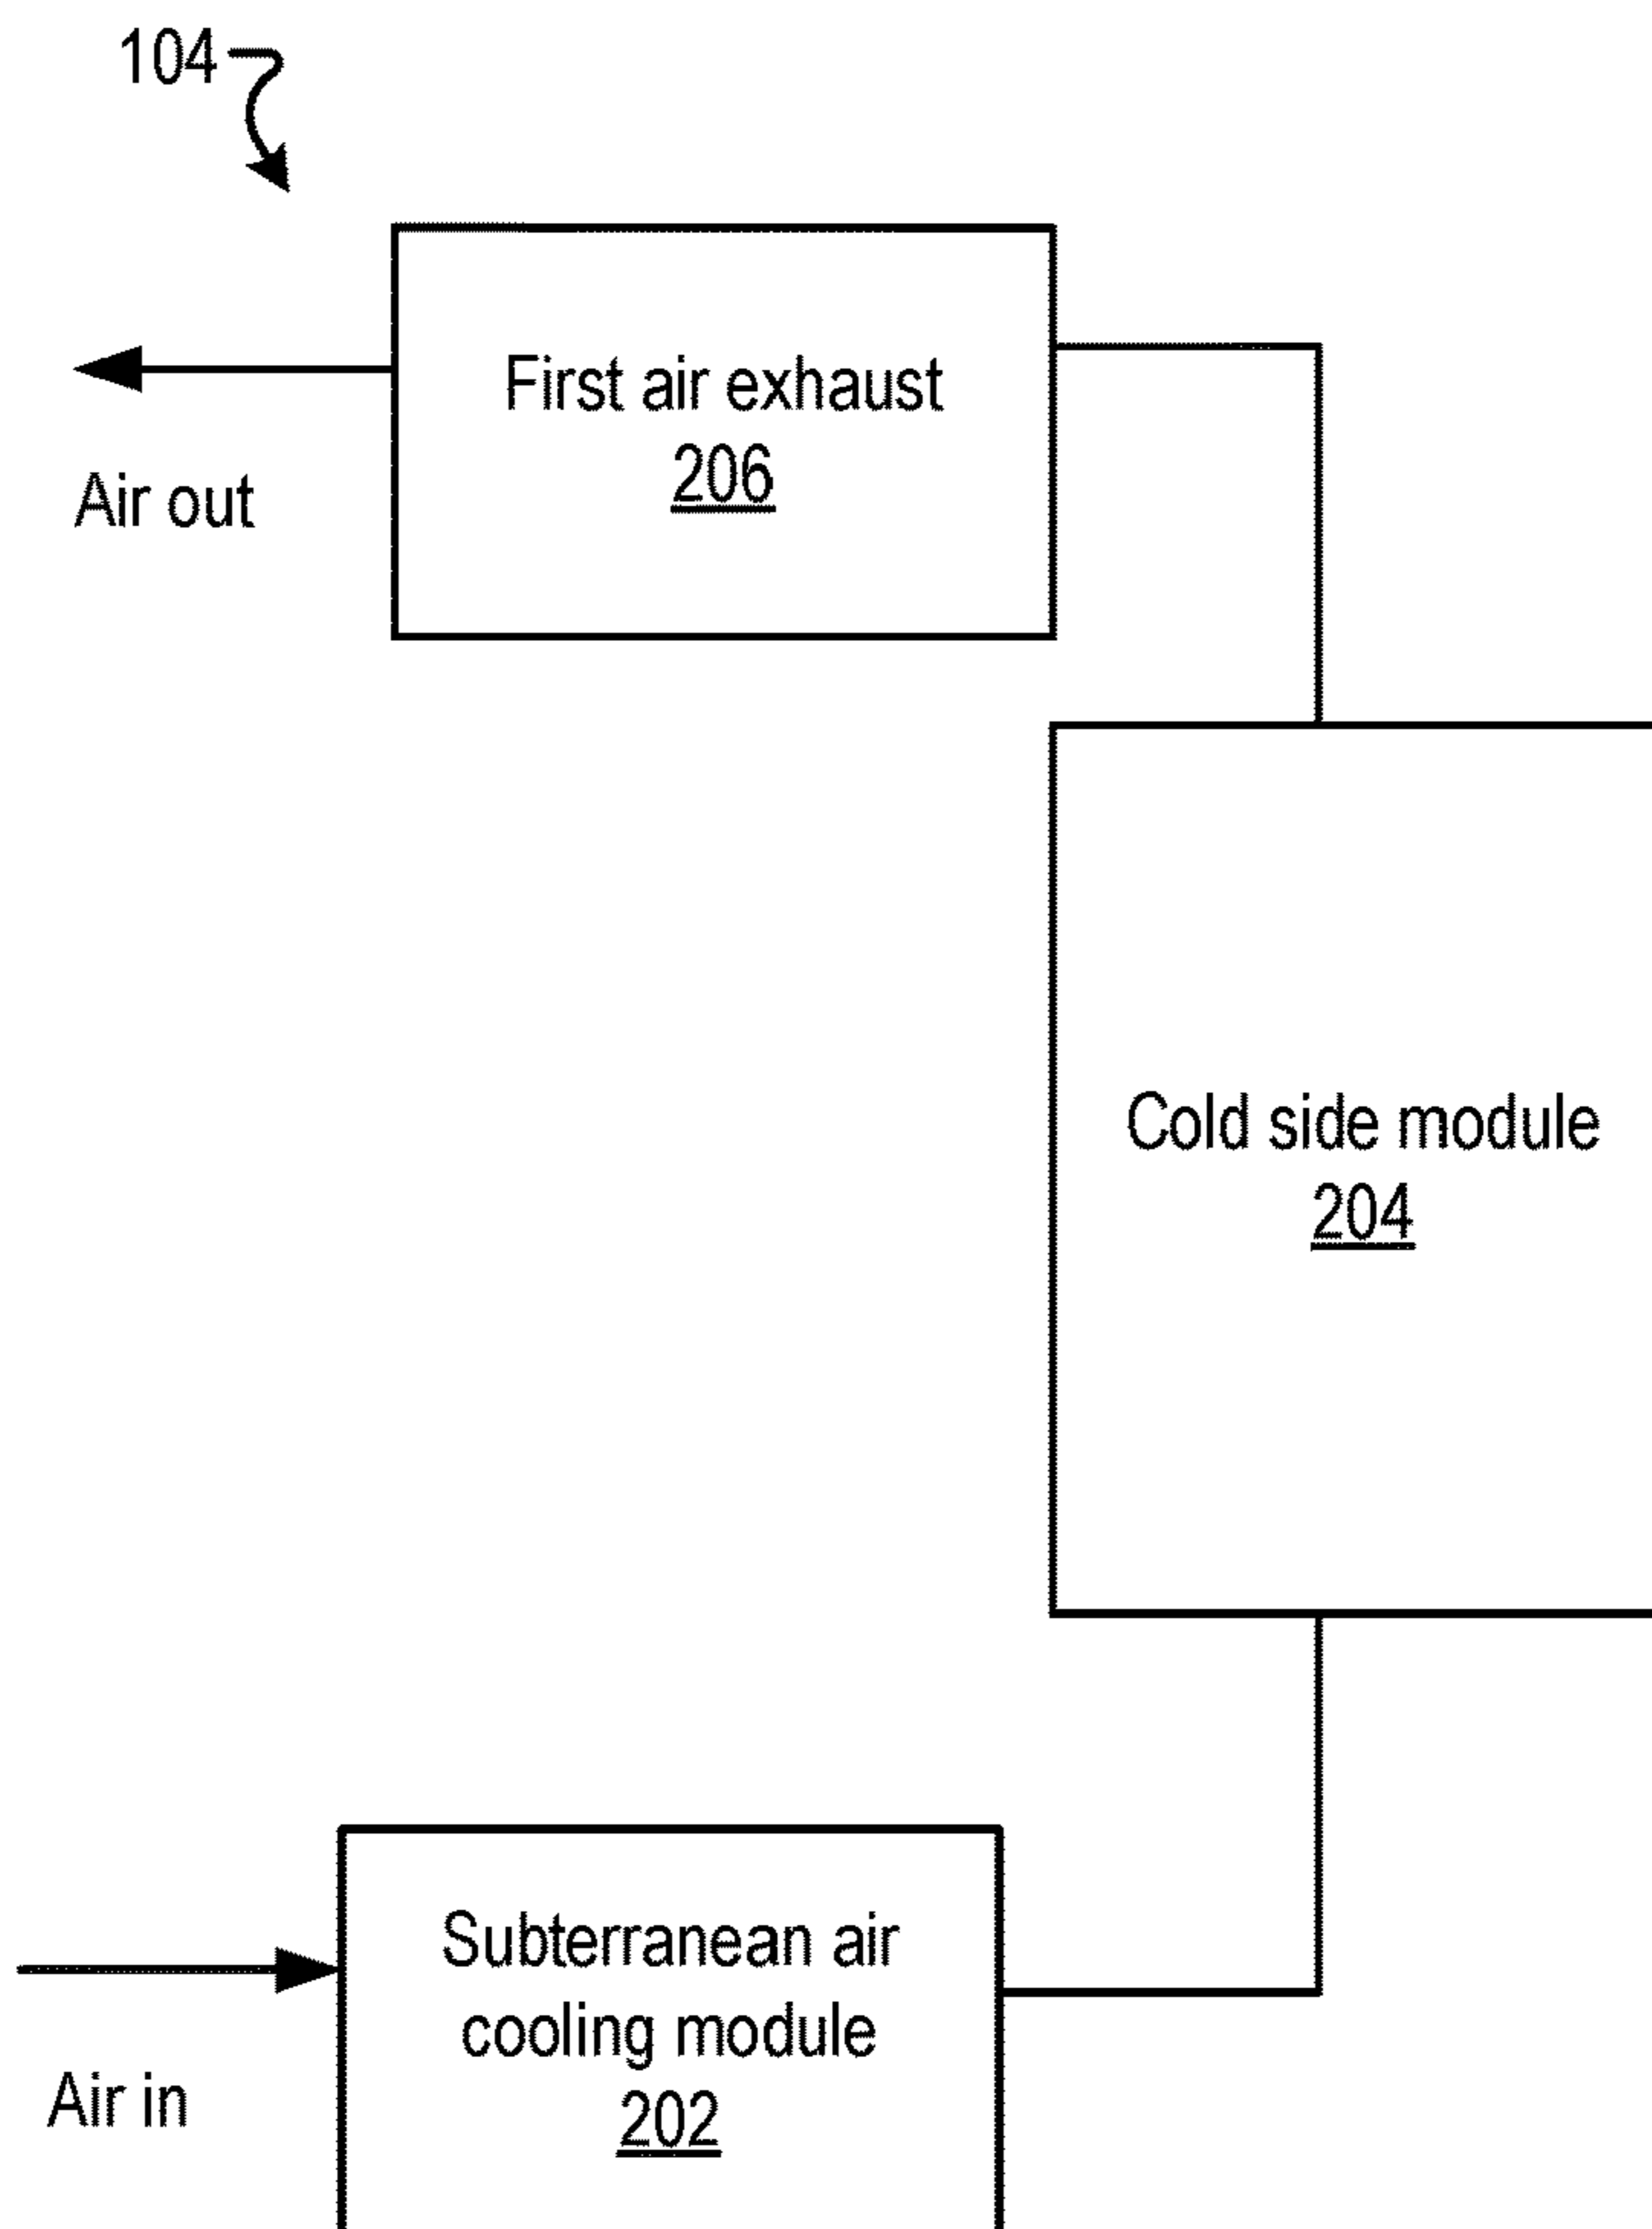 104
First air exhaust
206
Air out
Cold side module
204
Subterranean air
cooling module
202
Air in